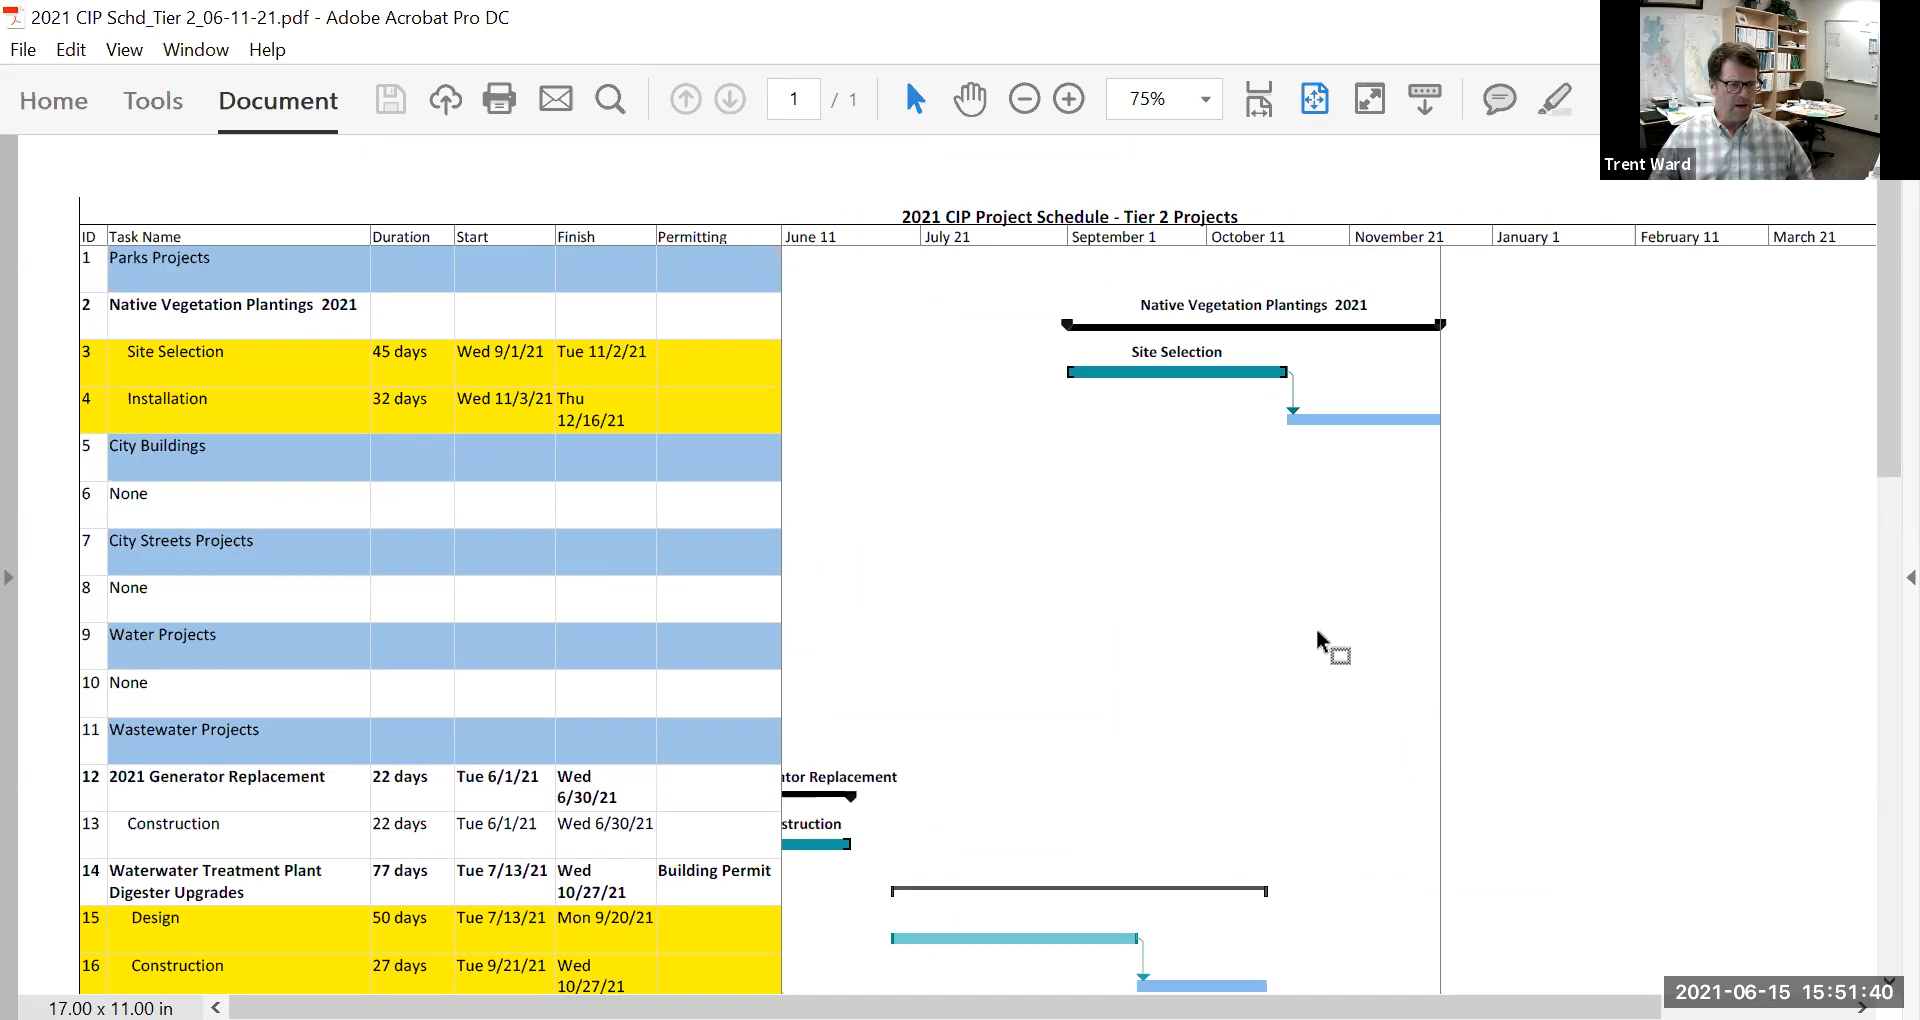 2021 CIP Schd_Tier 2_06-11-21.pdf - Adobe Acrobat Pro DC
File Edit View Window Help
Home Tools Document 1 / 1 75%
Trent Ward
2021 CIP Project Schedule - Tier 2 Projects
ID Task Name Duration Start Finish Permitting June 11 July 21 September 1 October 11 November 21 January 1 February 11 March 21
1 Parks Projects
2 Native Vegetation Plantings 2021 Native Vegetation Plantings 2021
3 Site Selection 45 days Wed 9/1/21 Tue 11/2/21 Site Selection
4 Installation 32 days Wed 11/3/21 Thu
12/16/21
5 City Buildings
6 None
7 City Streets Projects
8 None
9 Water Projects
10 None
11 Wastewater Projects
12 2021 Generator Replacement 22 days Tue 6/1/21 Wed tor Replacement
6/30/21
13 Construction 22 days Tue 6/1/21 Wed 6/30/21 struction
14 Waterwater Treatment Plant 77 days Tue 7/13/21 Wed Building Permit
Digester Upgrades 10/27/21
15 Design 50 days Tue 7/13/21 Mon 9/20/21
16 Construction 27 days Tue 9/21/21 Wed
10/27/21
2021-06-15 15:51:40
17.00 x 11.00 in